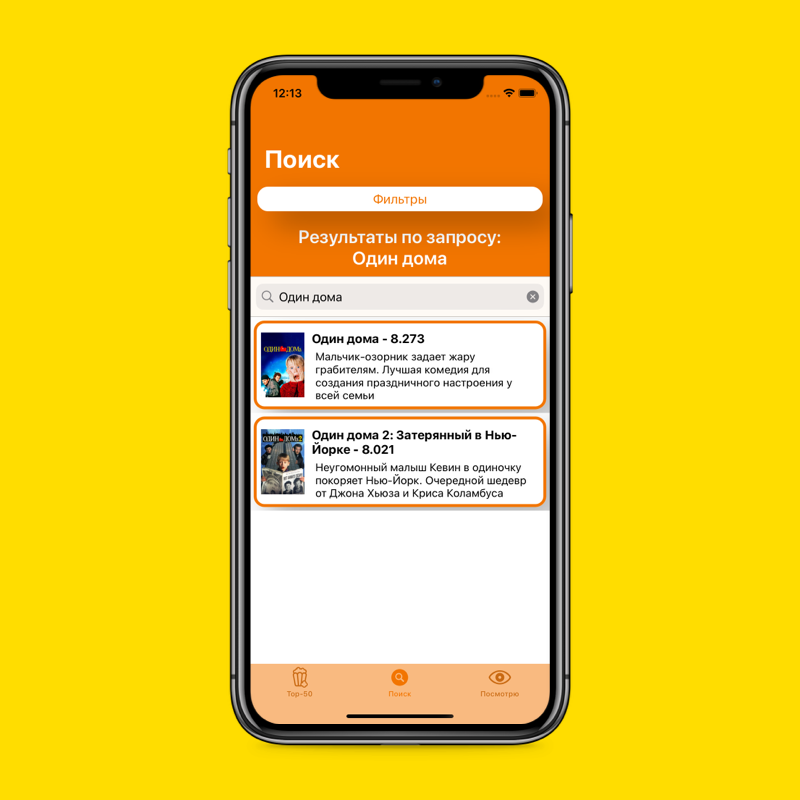 12:13
Поиск
Фильтры
Результаты по запросу:
Один дома
Один дома
ОДИН ДОМА
Один дома - 8.273
Мальчик-озорник задает жару
грабителям. Лучшая комедия для
создания праздничного настроения у
всей семьи
ОДИН ДОМА 2
Один дома 2: Затерянный в Нью-
Йорке - 8.021
Неугомонный малыш Кевин в одиночку
покоряет Нью-Йорк. Очередной шедевр
от Джона Хьюза и Криса Коламбуса
Top-50
Поиск
Посмотрю